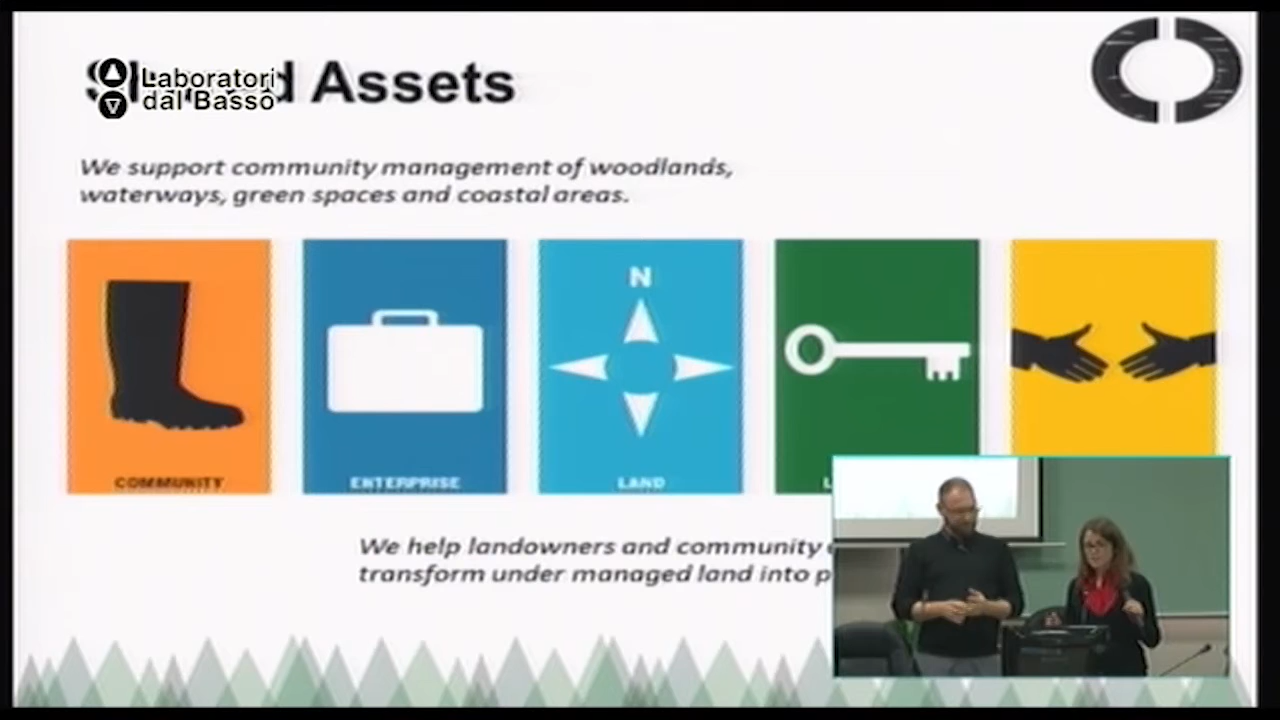 Assets
Laboratori
dal Basso
We support community management of woodlands,
waterways, green spaces and coastal areas.
N
COMMUNITY
ENTERPRISE
LAND
We help landowners and community
transform under managed land into